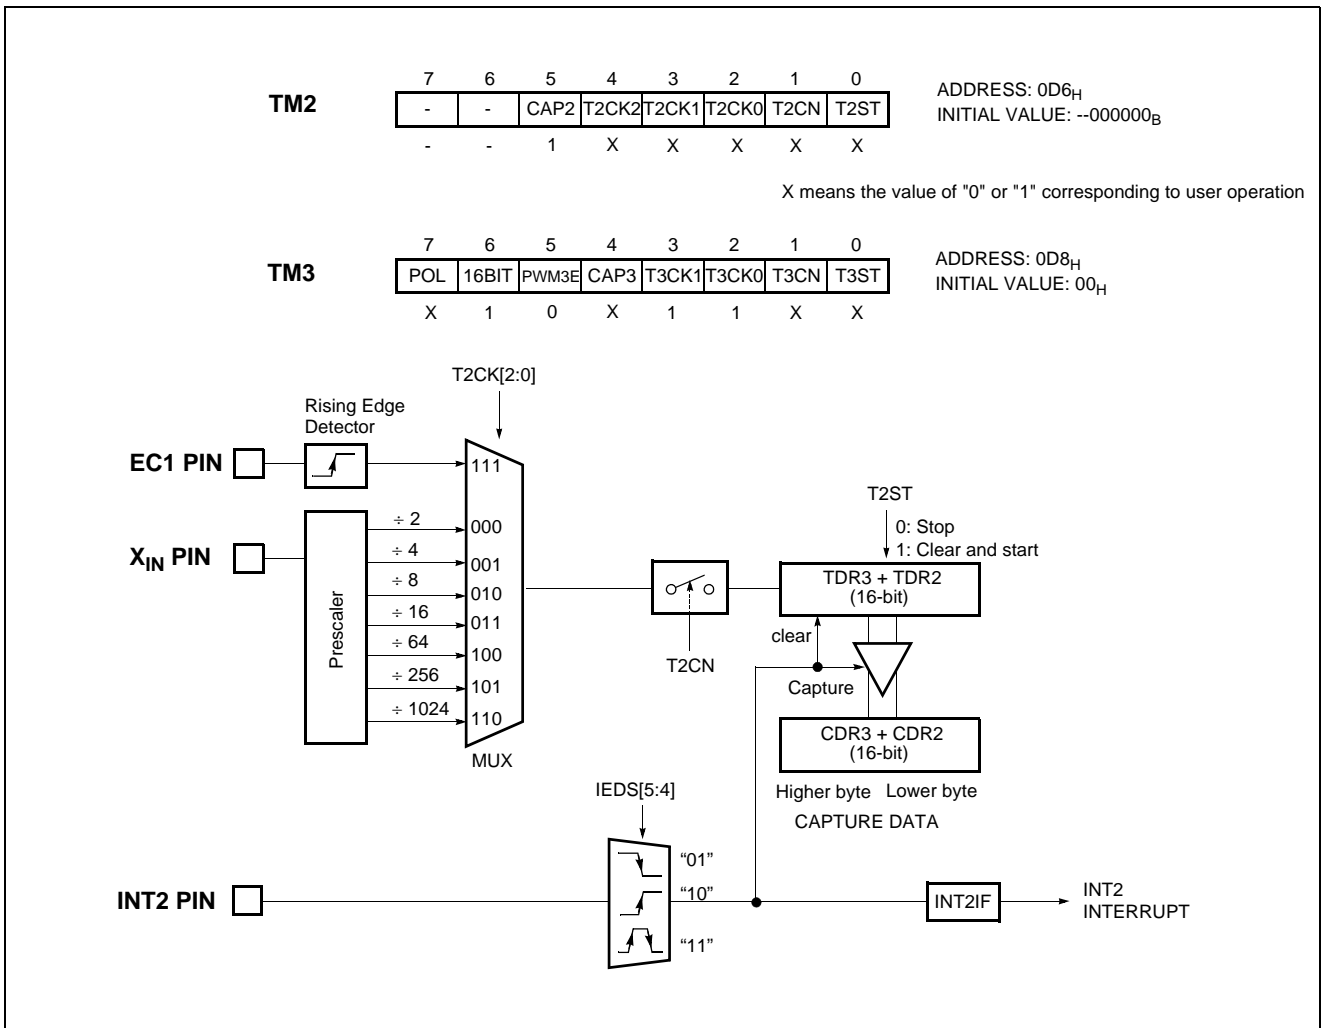 7 6 5 4 3 2 1 0
TM2
- - CAP2 T2CK2 T2CK1 T2CK0 T2CN T2ST
- - 1 X X X X X
ADDRESS: 0D6H
INITIAL VALUE: --000000B
X means the value of "0" or "1" corresponding to user operation
7 6 5 4 3 2 1 0
TM3
POL 16BIT PWM3E CAP3 T3CK1 T3CK0 T3CN T3ST
X 1 0 X 1 1 X X
ADDRESS: 0D8H
INITIAL VALUE: 00H
T2CK[2:0]
Rising Edge
Detector
EC1 PIN
111
XIN PIN
Prescaler
÷ 2 000
÷ 4 001
÷ 8 010
÷ 16 011
÷ 64 100
÷ 256 101
÷ 1024 110
MUX
T2CN
T2ST
0: Stop
1: Clear and start
TDR3 + TDR2
(16-bit)
clear
Capture
CDR3 + CDR2
(16-bit)
Higher byte Lower byte
CAPTURE DATA
IEDS[5:4]
“01”
INT2 PIN
“10”
“11”
INT2IF
INT2
INTERRUPT